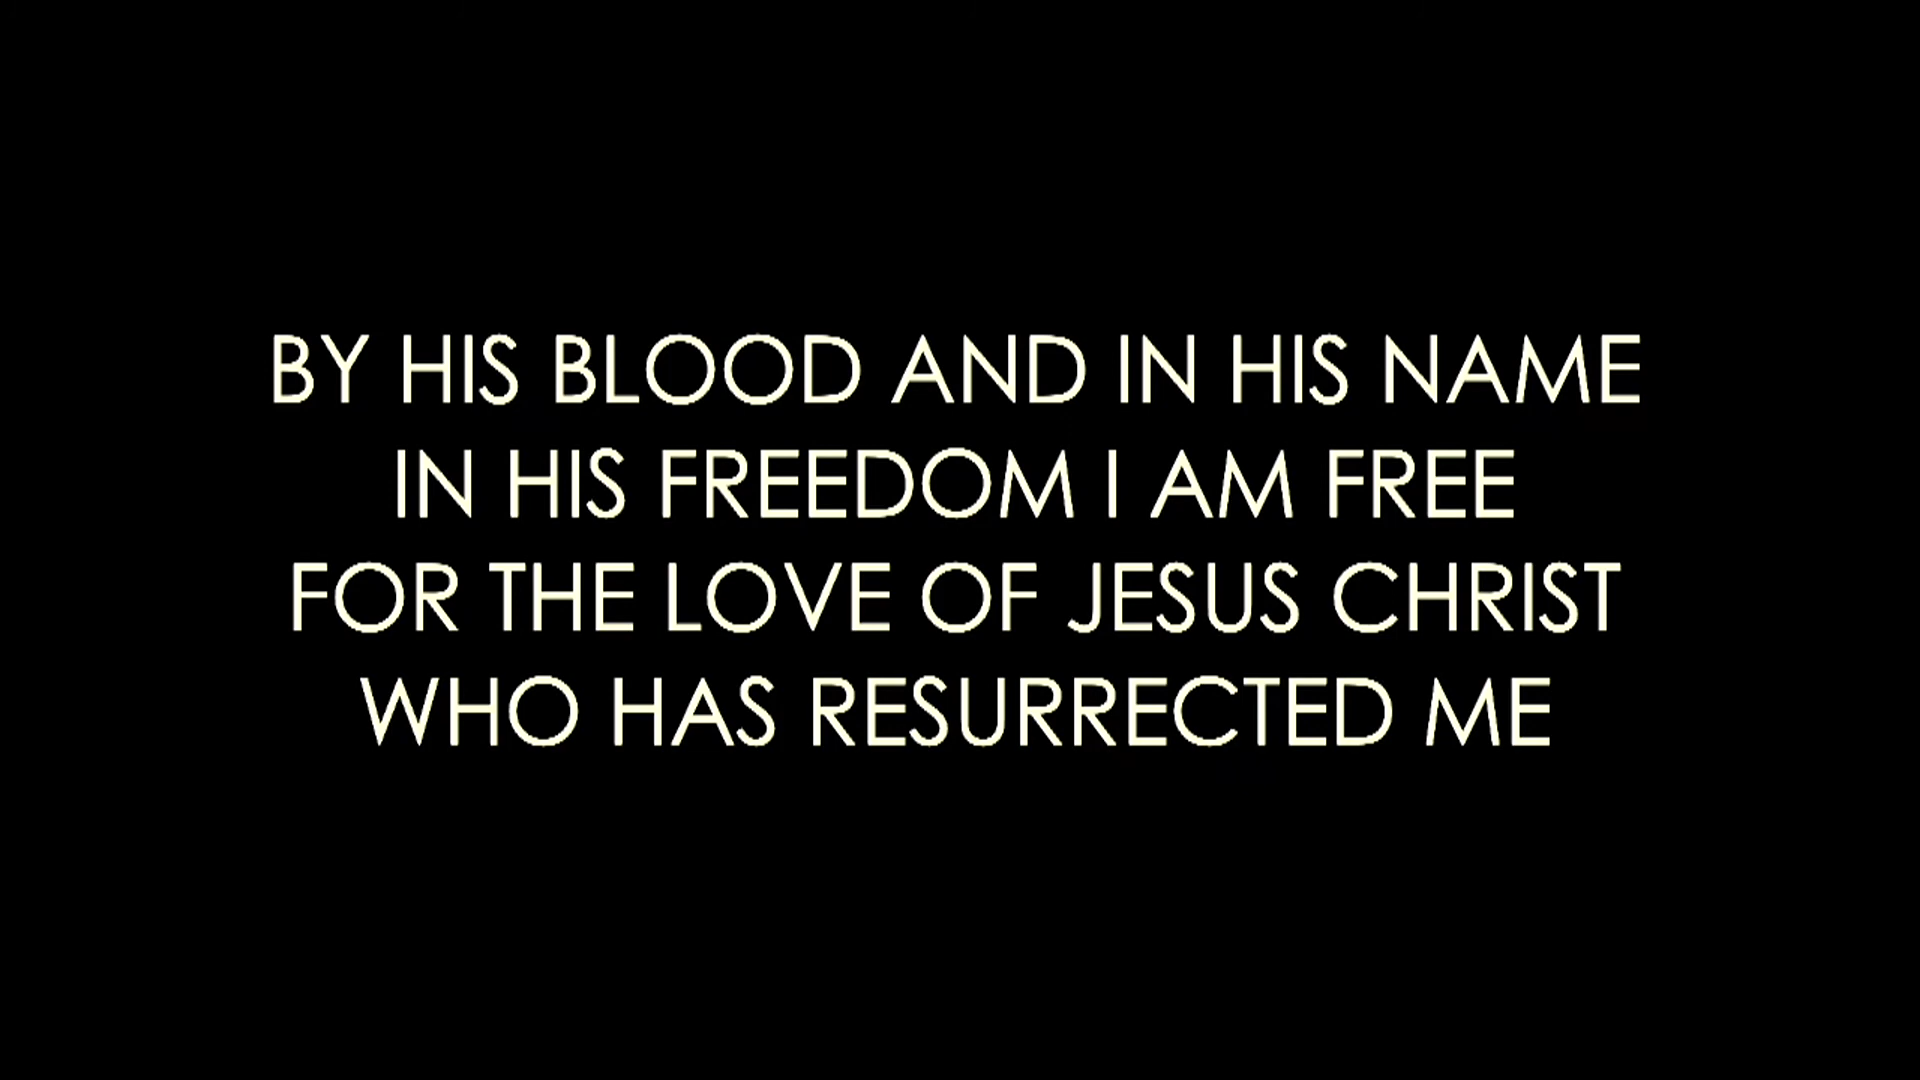 BY HIS BLOOD AND IN HIS NAME
IN HIS FREEDOM I AM FREE
FOR THE LOVE OF JESUS CHRIST
WHO HAS RESURRECTED ME